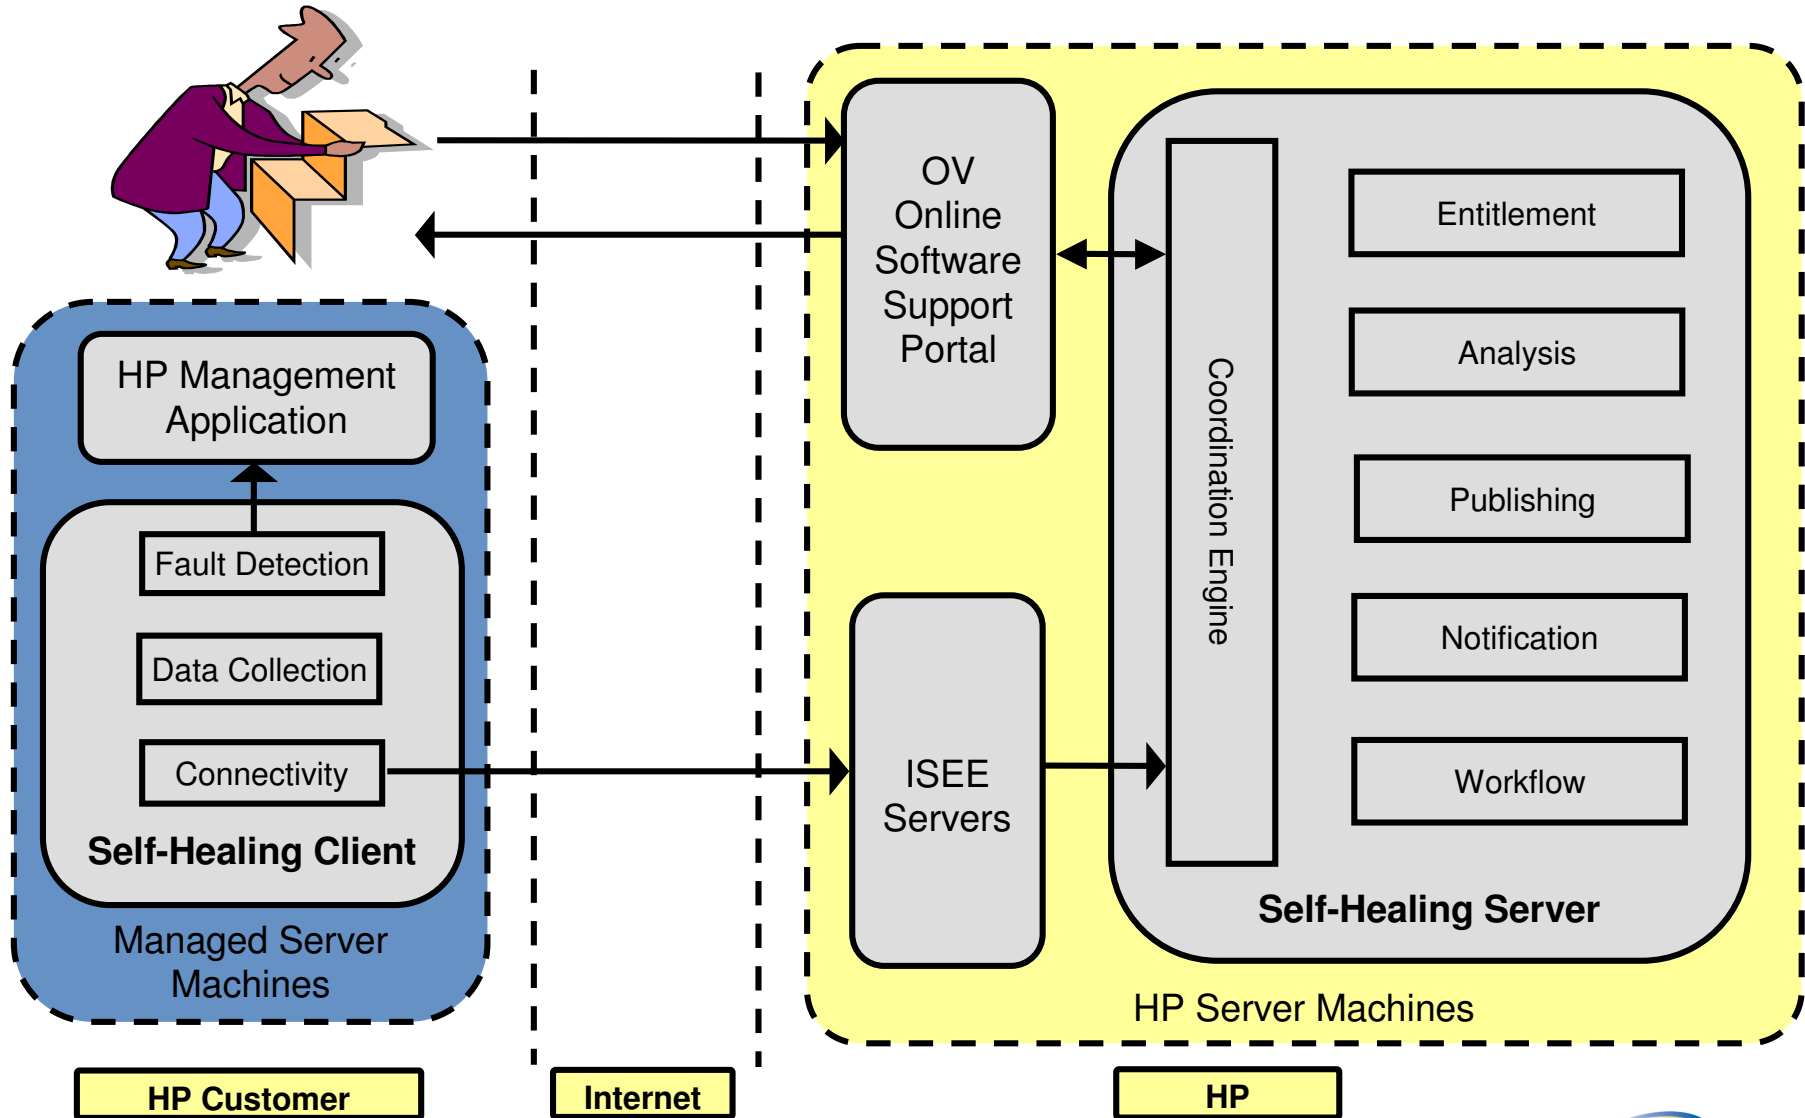 HP Management
Application
Fault Detection
Data Collection
Connectivity
Self-Healing Client
Managed Server
Machines
OV
Online
Software
Support
Portal
ISEE
Servers
Coordination Engine
Entitlement
Analysis
Publishing
Notification
Workflow
Self-Healing Server
HP Server Machines
HP Customer
Internet
HP